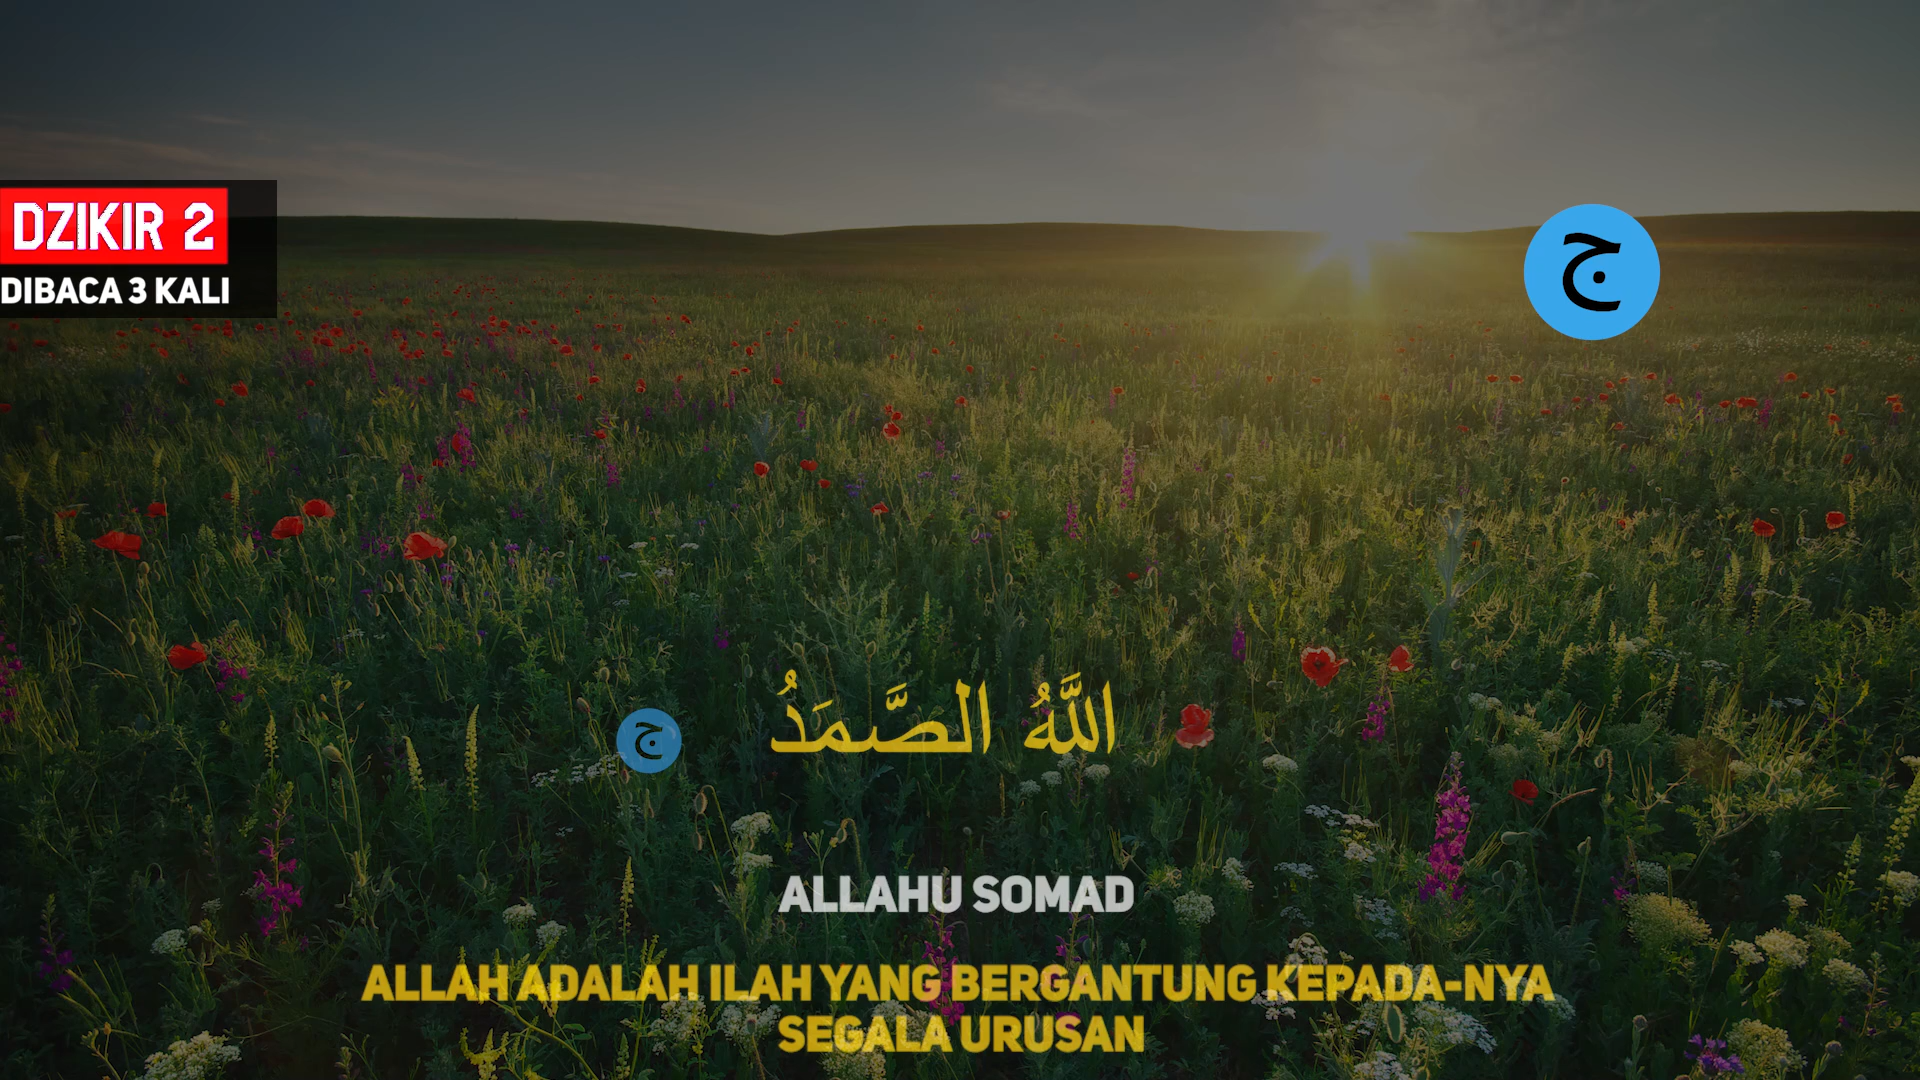 DZIKIR 2
DIBACA 3 KALI
ج
اللَّهُ الصَّمَدُ
ج
ALLAHU SOMAD
ALLAH ADALAH ILAH YANG BERGANTUNG KEPADA-NYA
SEGALA URUSAN